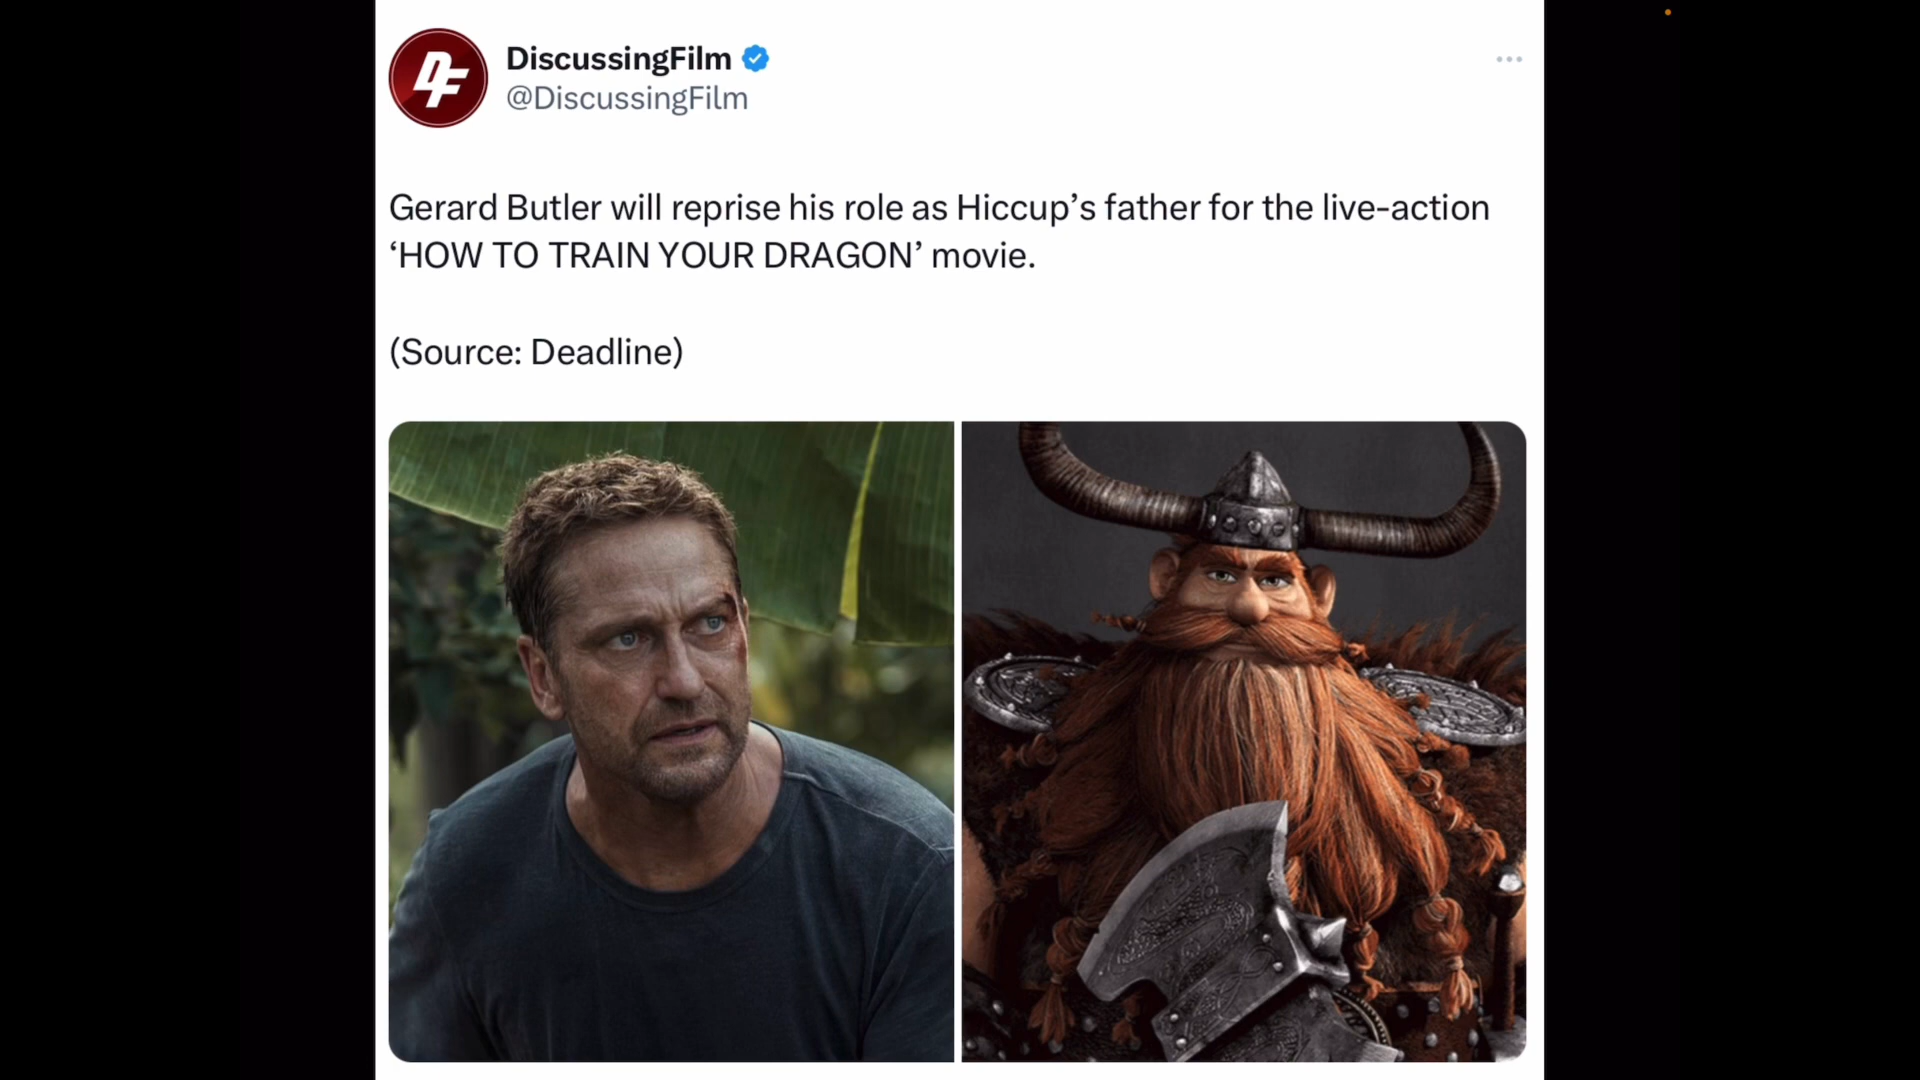 DF
DiscussingFilm
@DiscussingFilm
Gerard Butler will reprise his role as Hiccup’s father for the live-action
‘HOW TO TRAIN YOUR DRAGON’ movie.
(Source: Deadline)